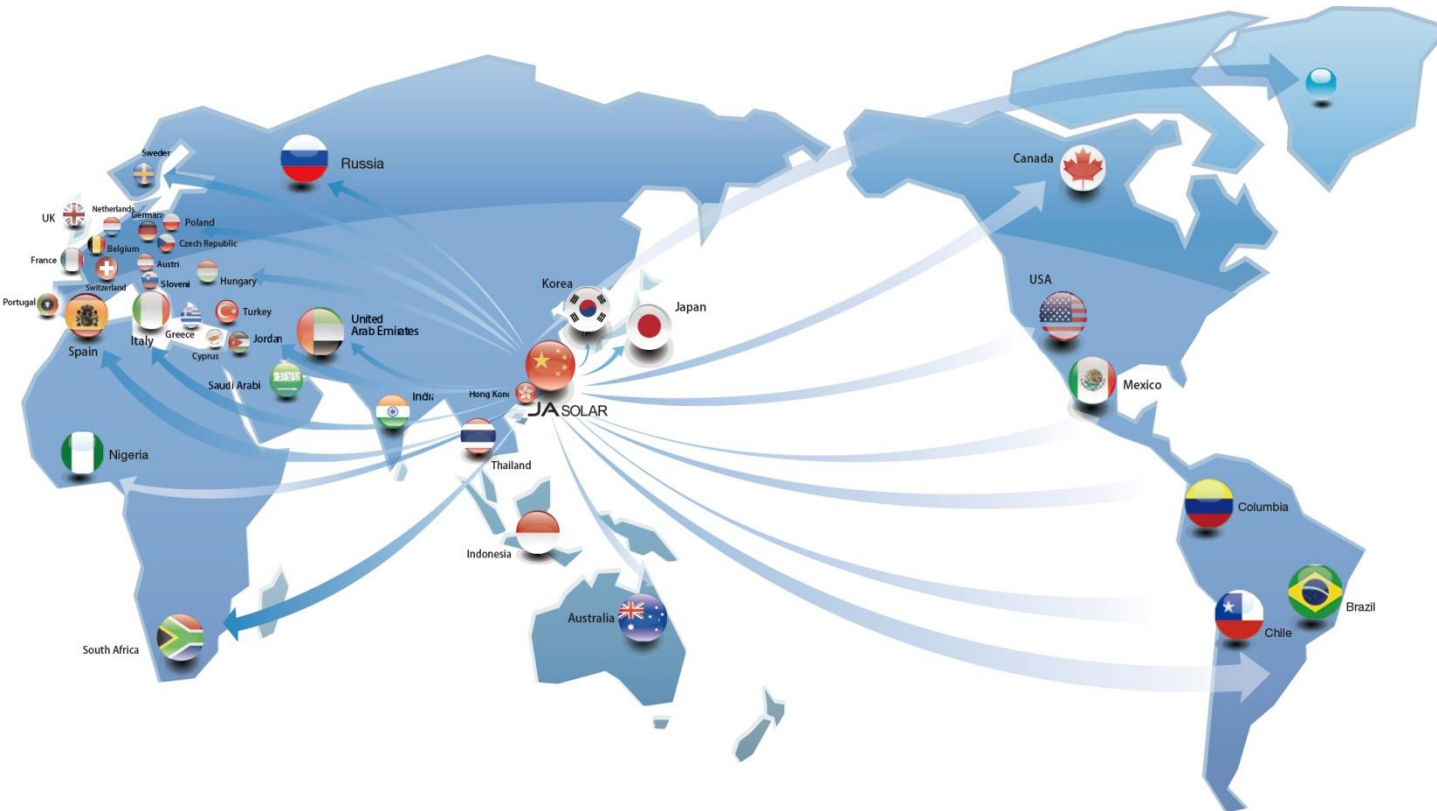 Sweder
Russia
UK
Netherlands
German
Poland
Czech Republic
Belgium
France
Austri
Switzerland
Sloveni
Hungary
Portugal
Spain
Italy
Greece
Turkey
Cyprus
Jordan
United
Arab Emirates
Saudi Arabi
India
Nigeria
South Africa
Korea
Japan
Hong Kong
JA SOLAR
Thailand
Indonesia
Australia
Canada
USA
Mexico
Columbia
Brazil
Chile